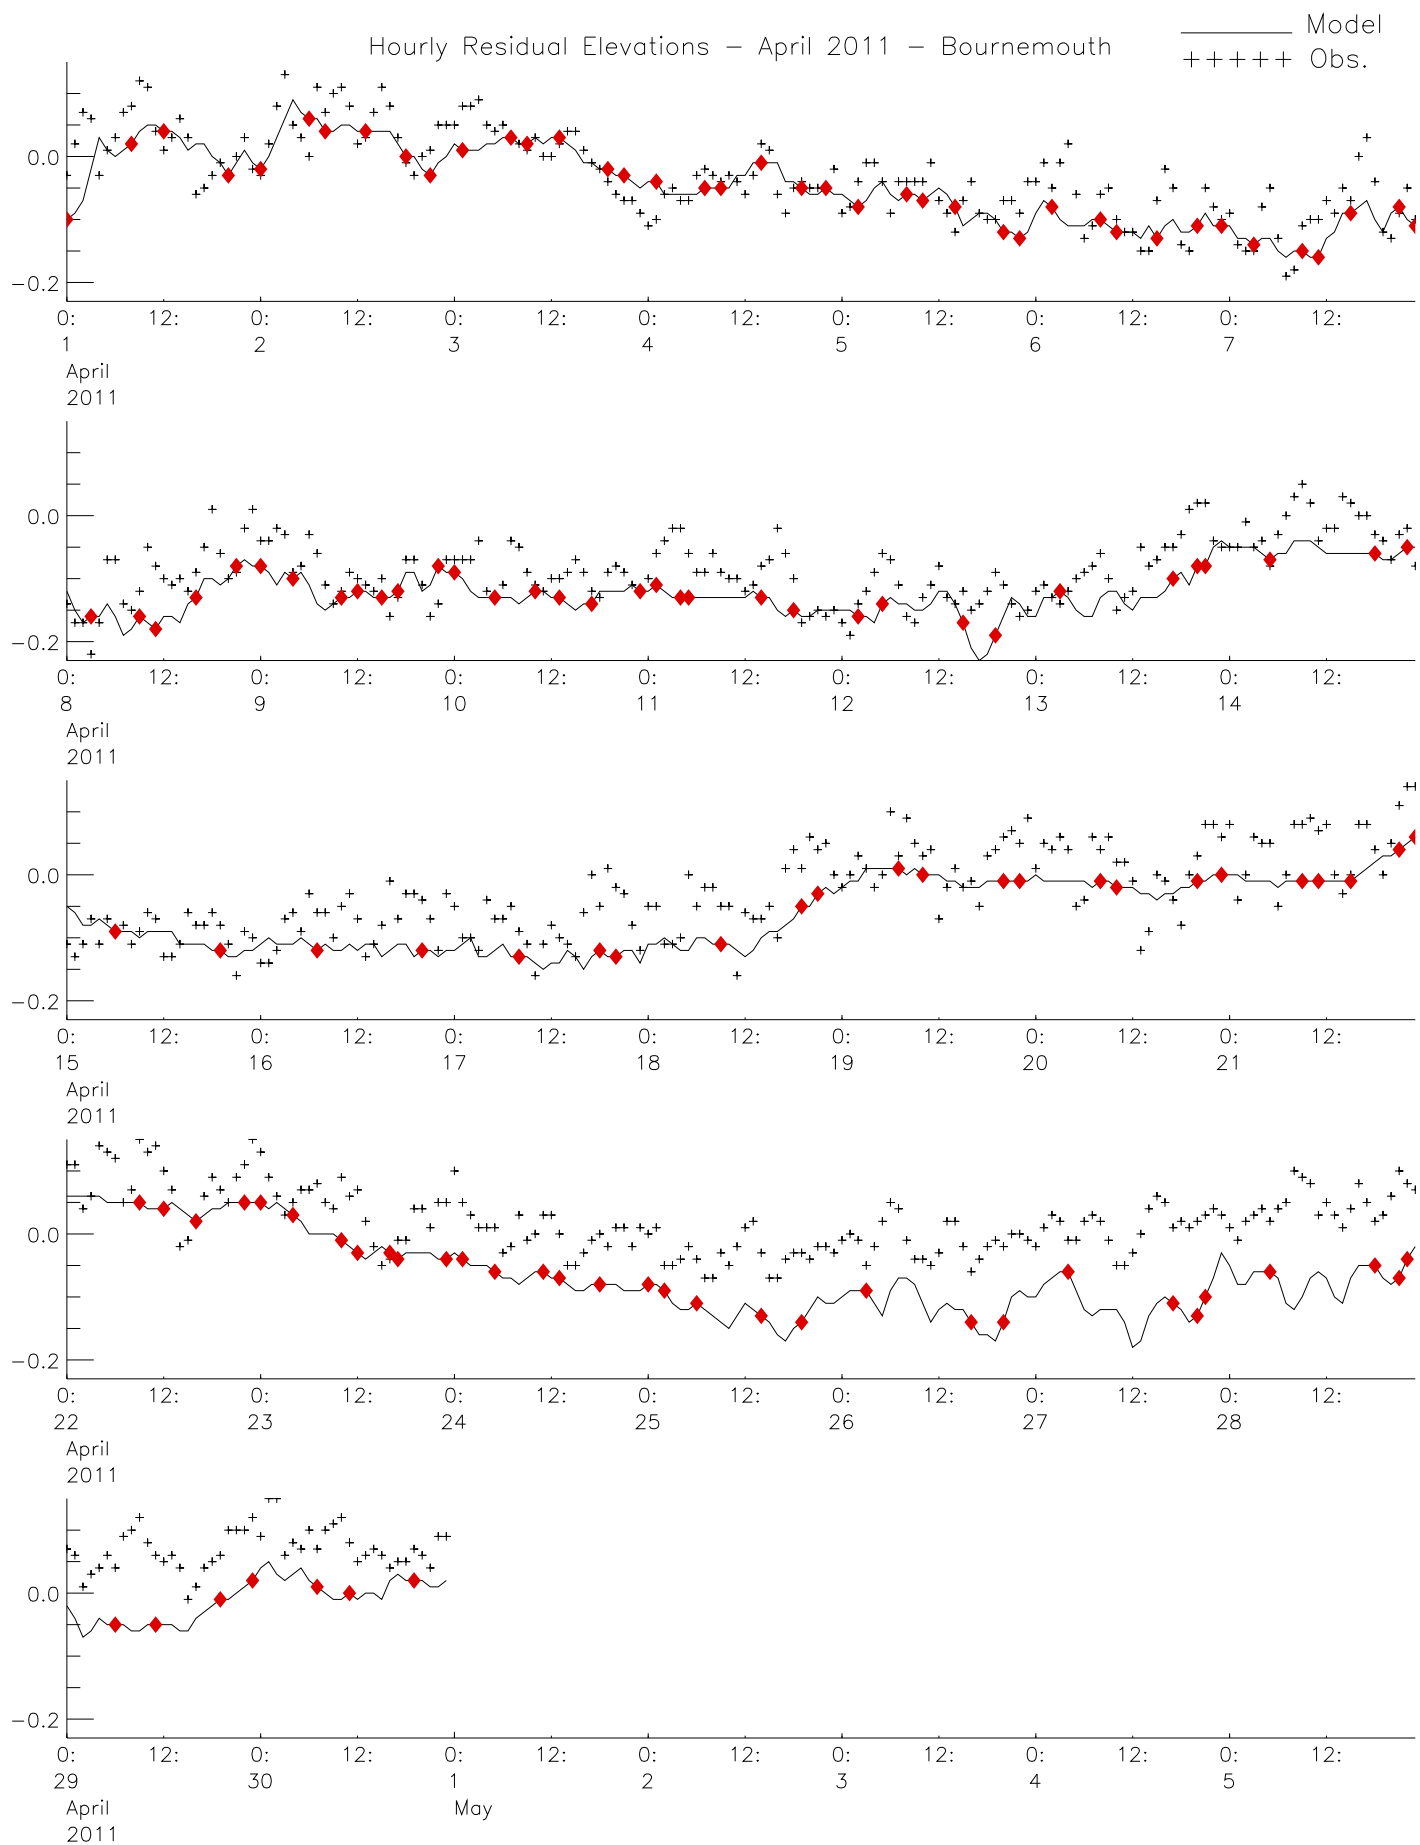 Model
Hourly Residual Elevations – April 2011 – Bournemouth
+++++ Obs.
0.0
−0.2
0: 12: 0: 12: 0: 12: 0: 12: 0: 12: 0: 12: 0: 12:
1 2 3 4 5 6 7
April
2011
0.0
−0.2
0: 12: 0: 12: 0: 12: 0: 12: 0: 12: 0: 12: 0: 12:
8 9 10 11 12 13 14
April
2011
0.0
−0.2
0: 12: 0: 12: 0: 12: 0: 12: 0: 12: 0: 12: 0: 12:
15 16 17 18 19 20 21
April
2011
0.0
−0.2
0: 12: 0: 12: 0: 12: 0: 12: 0: 12: 0: 12: 0: 12:
22 23 24 25 26 27 28
April
2011
0.0
−0.2
0: 12: 0: 12: 0: 12: 0: 12: 0: 12: 0: 12: 0: 12:
29 30 1 2 3 4 5
April May
2011